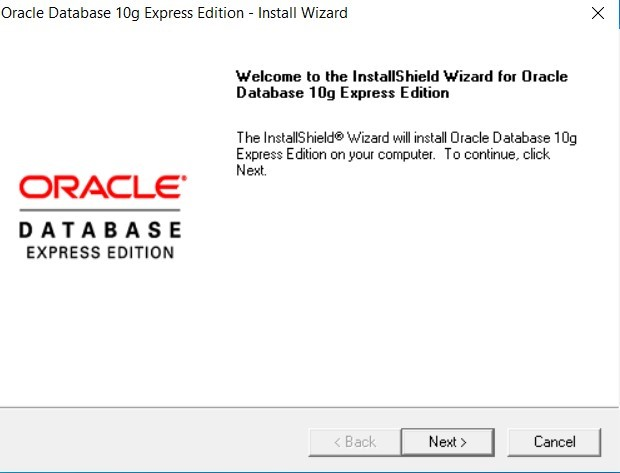 Oracle Database 10g Express Edition - Install Wizard
Welcome to the InstallShield Wizard for Oracle
Database 10g Express Edition
The InstallShield® Wizard will install Oracle Database 10g
Express Edition on your computer. To continue, click
Next.
ORACLE®
DATABASE
EXPRESS EDITION
< Back
Next >
Cancel